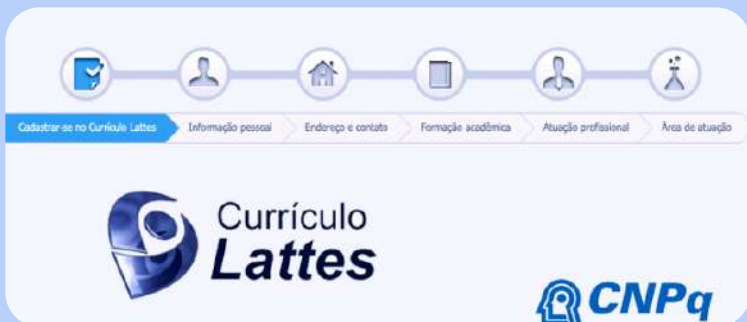 Cadastrar-se no Currículo Lattes Informação pessoal Endereço e contato Formação acadêmica Atuação profissional Área de atuação
Currículo
Lattes
CNPq